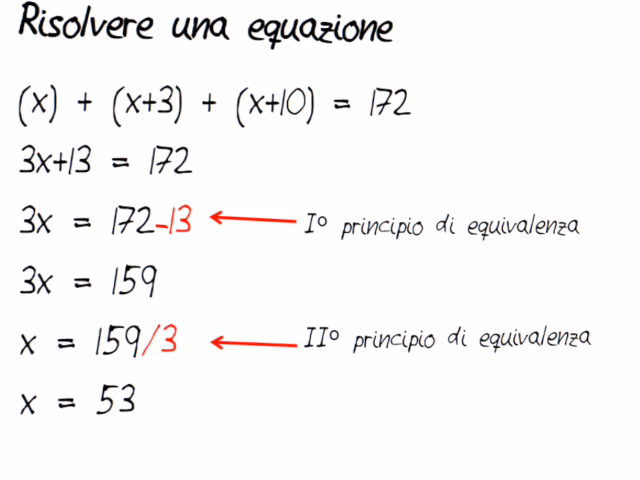 Risolvere una equazione
(x) + (x+3) + (x+10) = 172
3x+13 = 172
3x = 172-13
I° principio di equivalenza
3x = 159
x = 159/3
II° principio di equivalenza
x = 53